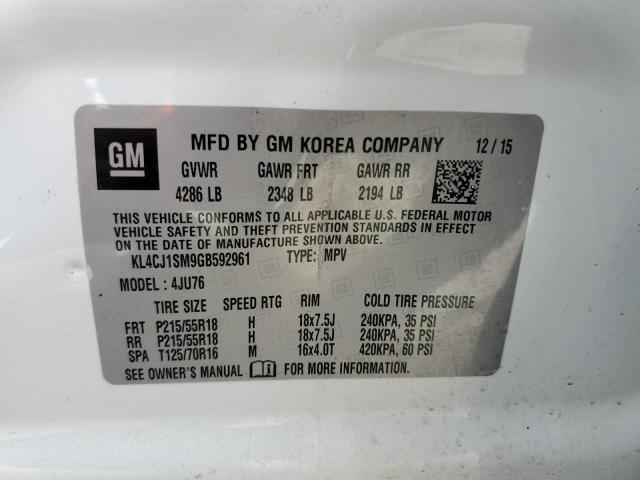 GM MFD BY GM KOREA COMPANY 12 / 15
GVWR GAWR FRT GAWR RR
4286 LB 2348 LB 2194 LB
THIS VEHICLE CONFORMS TO ALL APPLICABLE U.S. FEDERAL MOTOR
VEHICLE SAFETY AND THEFT PREVENTION STANDARDS IN EFFECT
ON THE DATE OF MANUFACTURE SHOWN ABOVE.
KL4CJ1SM9GB592961 TYPE: MPV
MODEL : 4JU76
TIRE SIZE SPEED RTG RIM COLD TIRE PRESSURE
FRT P215/55R18 H 18x7.5J 240KPA, 35 PSI
RR P215/55R18 H 18x7.5J 240KPA, 35 PSI
SPA T125/70R16 M 16x4.0T 420KPA, 60 PSI
SEE OWNER'S MANUAL FOR MORE INFORMATION.